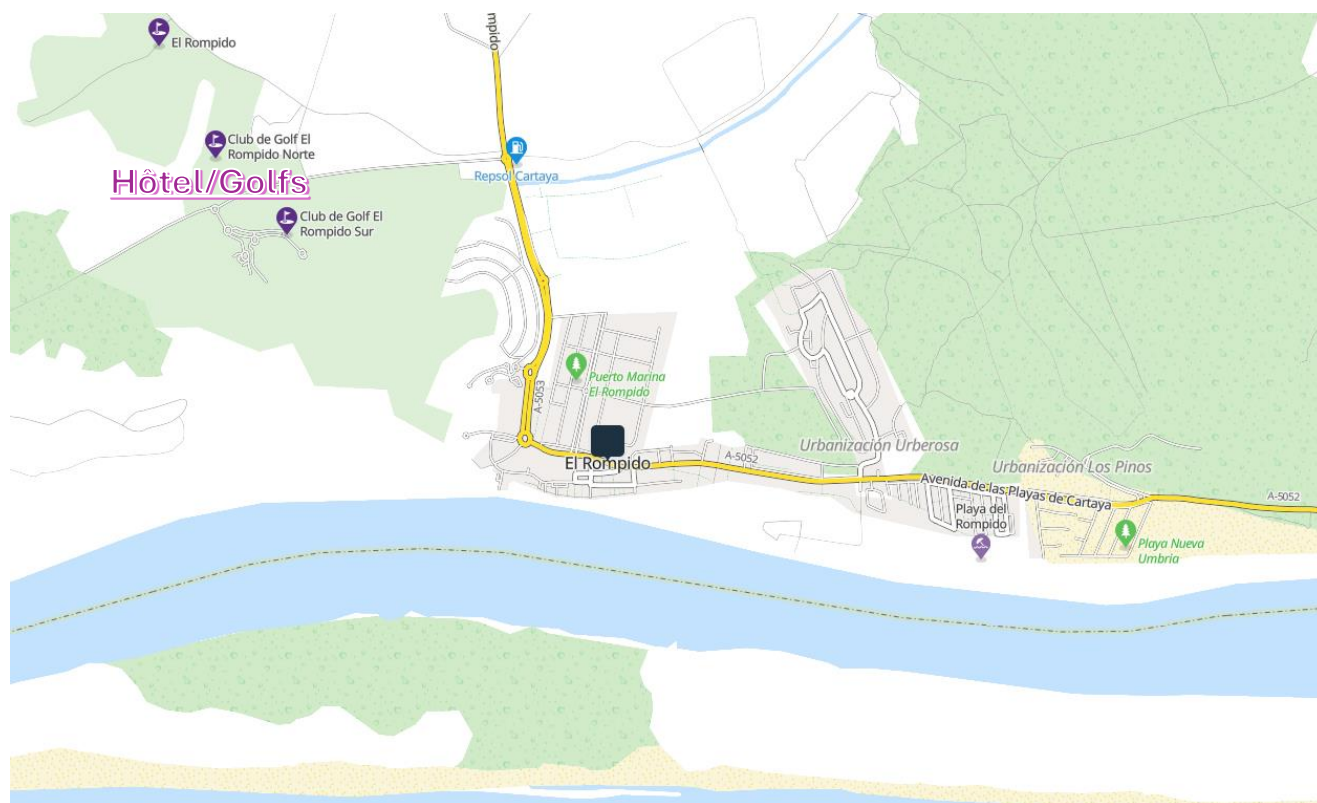 mpido
El Rompido
Club de Golf El
Rompido Norte
Hôtel/Golfs
Repsol Cartaya
Club de Golf El
Rompido Sur
A-5053
Puerto Marina
El Rompido
El Rompido
A-5052
Urbanización Urberosa
Urbanización Los Pinos
Avenida de las Playas de Cartaya
A-5052
Playa del
Rompido
Playa Nueva
Umbria